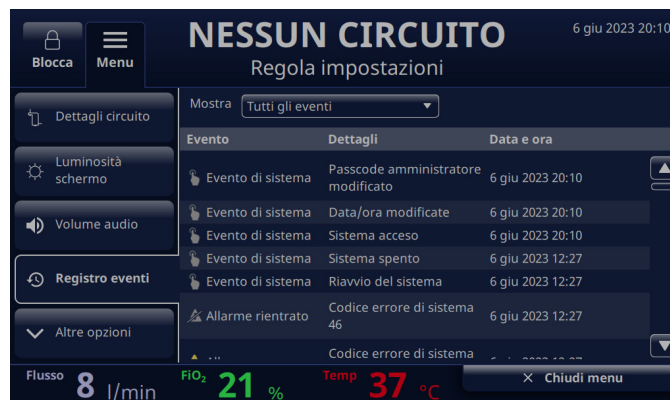 NESSUN CIRCUITO
6 giu 2023 20:10
Blocca
Menu
Regola impostazioni
Dettagli circuito
Luminosità
schermo
Volume audio
Registro eventi
Altre opzioni
Mostra Tutti gli eventi
Evento Dettagli Data e ora
Evento di sistema Passcode amministratore modificato 6 giu 2023 20:10
Evento di sistema Data/ora modificate 6 giu 2023 20:10
Evento di sistema Sistema acceso 6 giu 2023 20:10
Evento di sistema Sistema spento 6 giu 2023 12:27
Evento di sistema Riavvio del sistema 6 giu 2023 12:27
Allarme rientrato Codice errore di sistema 46 6 giu 2023 12:27
Codice errore di sistema
Flusso 8 l/min
FiO₂ 21 %
Temp 37 °C
Chiudi menu